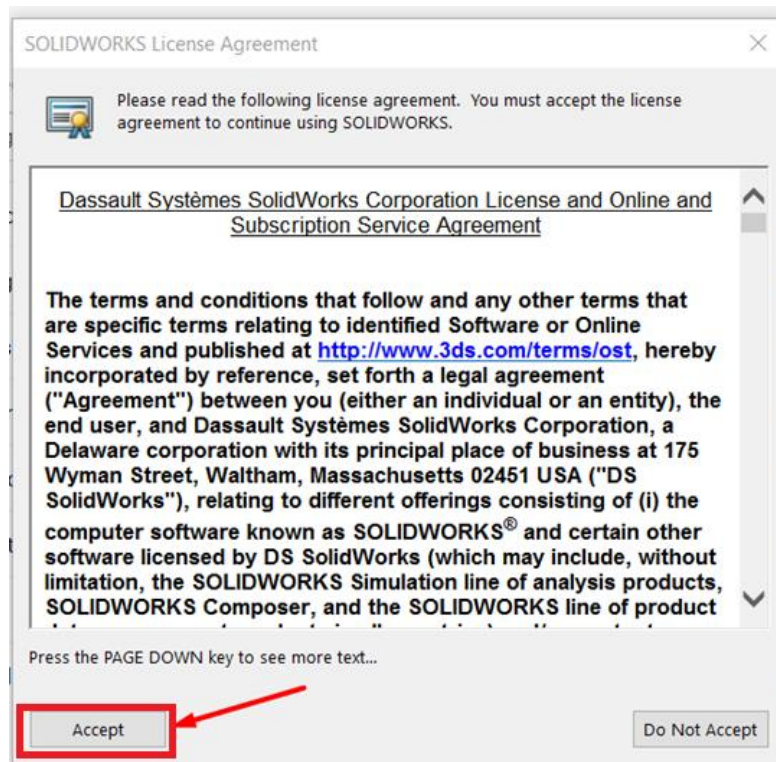 SOLIDWORKS License Agreement
Please read the following license agreement. You must accept the license
agreement to continue using SOLIDWORKS.
Dassault Systèmes SolidWorks Corporation License and Online and
Subscription Service Agreement
The terms and conditions that follow and any other terms that
are specific terms relating to identified Software or Online
Services and published at http://www.3ds.com/terms/ost, hereby
incorporated by reference, set forth a legal agreement
("Agreement") between you (either an individual or an entity), the
end user, and Dassault Systèmes SolidWorks Corporation, a
Delaware corporation with its principal place of business at 175
Wyman Street, Waltham, Massachusetts 02451 USA ("DS
SolidWorks"), relating to different offerings consisting of (i) the
computer software known as SOLIDWORKS® and certain other
software licensed by DS SolidWorks (which may include, without
limitation, the SOLIDWORKS Simulation line of analysis products,
SOLIDWORKS Composer, and the SOLIDWORKS line of product
Press the PAGE DOWN key to see more text...
Accept
Do Not Accept